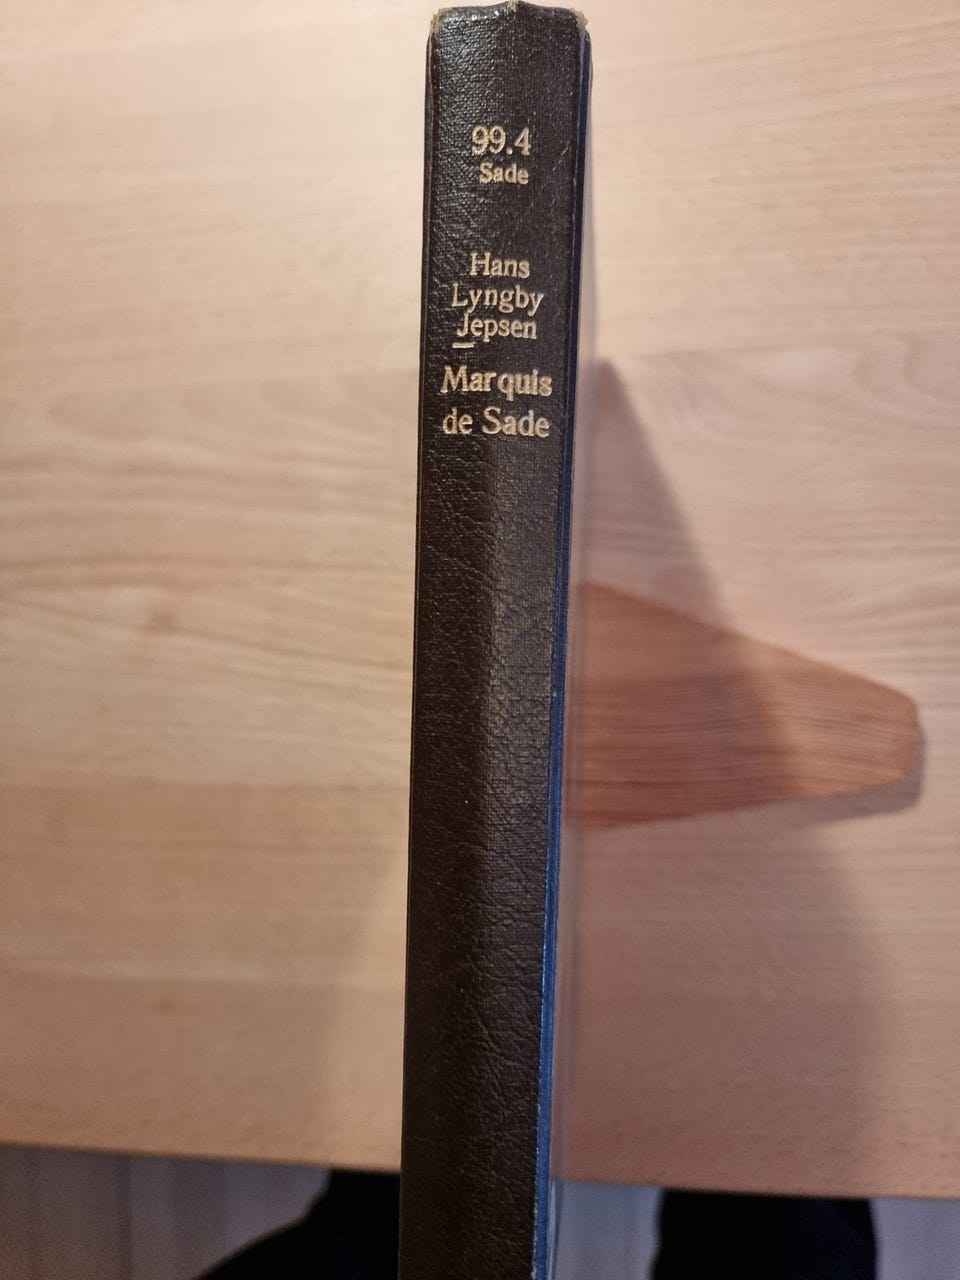 99.4
Sade
Hans
Lyngby
Jepsen
Marquis
de Sade